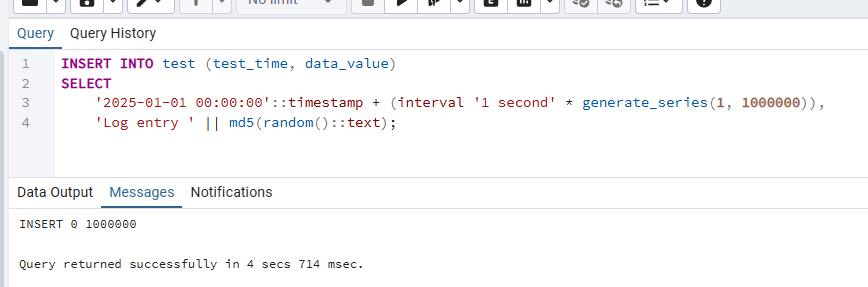 No limit
Query Query History
1 INSERT INTO test (test_time, data_value)
2 SELECT
3 '2025-01-01 00:00:00'::timestamp + (interval '1 second' * generate_series(1, 1000000)),
4 'Log entry ' || md5(random()::text);
Data Output Messages Notifications
INSERT 0 1000000
Query returned successfully in 4 secs 714 msec.